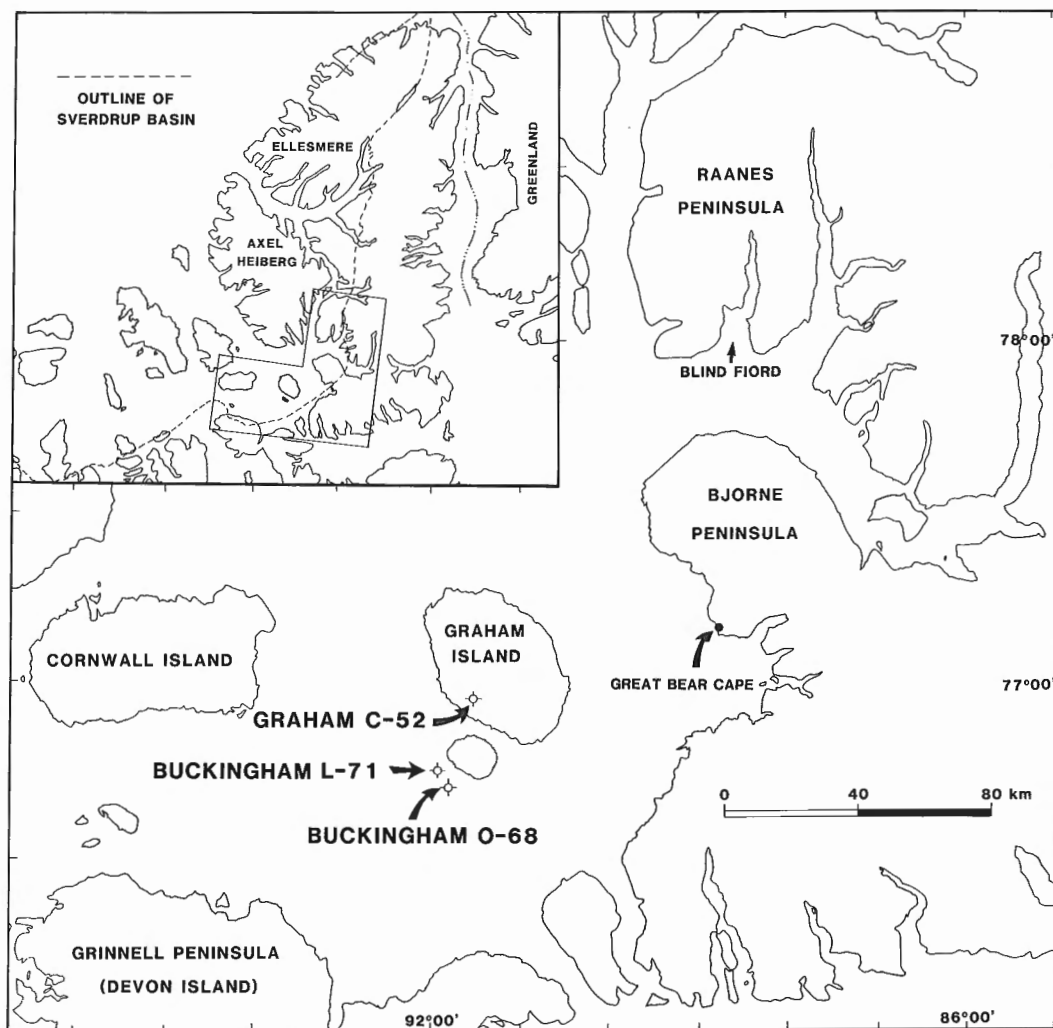 OUTLINE OF
SVERDRUP BASIN
ELLESMERE
GREENLAND
AXEL
HEIBERG
RAANES
PENINSULA
78°00'
BLIND FIORD
BJORNE
PENINSULA
CORNWALL ISLAND
GRAHAM
ISLAND
GREAT BEAR CAPE
77°00'
GRAHAM C-52
BUCKINGHAM L-71
BUCKINGHAM O-68
0 40 80 km
GRINNELL PENINSULA
(DEVON ISLAND)
92°00'
86°00'